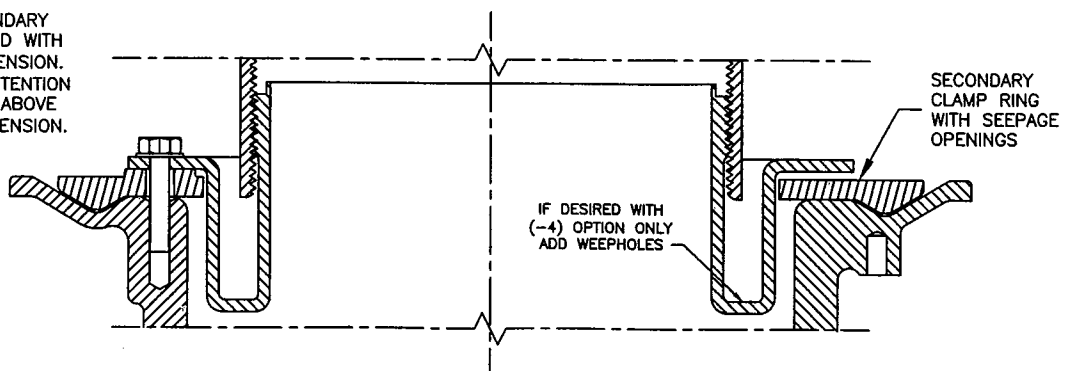 NDARY
D WITH
ENSION.
TENTION
ABOVE
ENSION.
SECONDARY
CLAMP RING
WITH SEEPAGE
OPENINGS
IF DESIRED WITH
(-4) OPTION ONLY
ADD WEEPHOLES